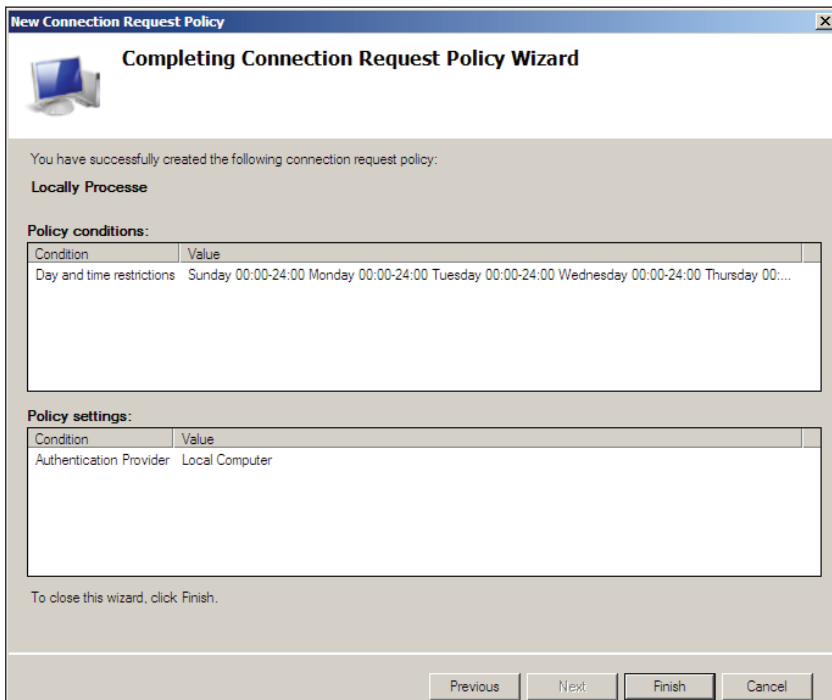 New Connection Request Policy
Completing Connection Request Policy Wizard
You have successfully created the following connection request policy:
Locally Processe
Policy conditions:
Condition Value
Day and time restrictions Sunday 00:00-24:00 Monday 00:00-24:00 Tuesday 00:00-24:00 Wednesday 00:00-24:00 Thursday 00:...
Policy settings:
Condition Value
Authentication Provider Local Computer
To close this wizard, click Finish.
Previous Next Finish Cancel